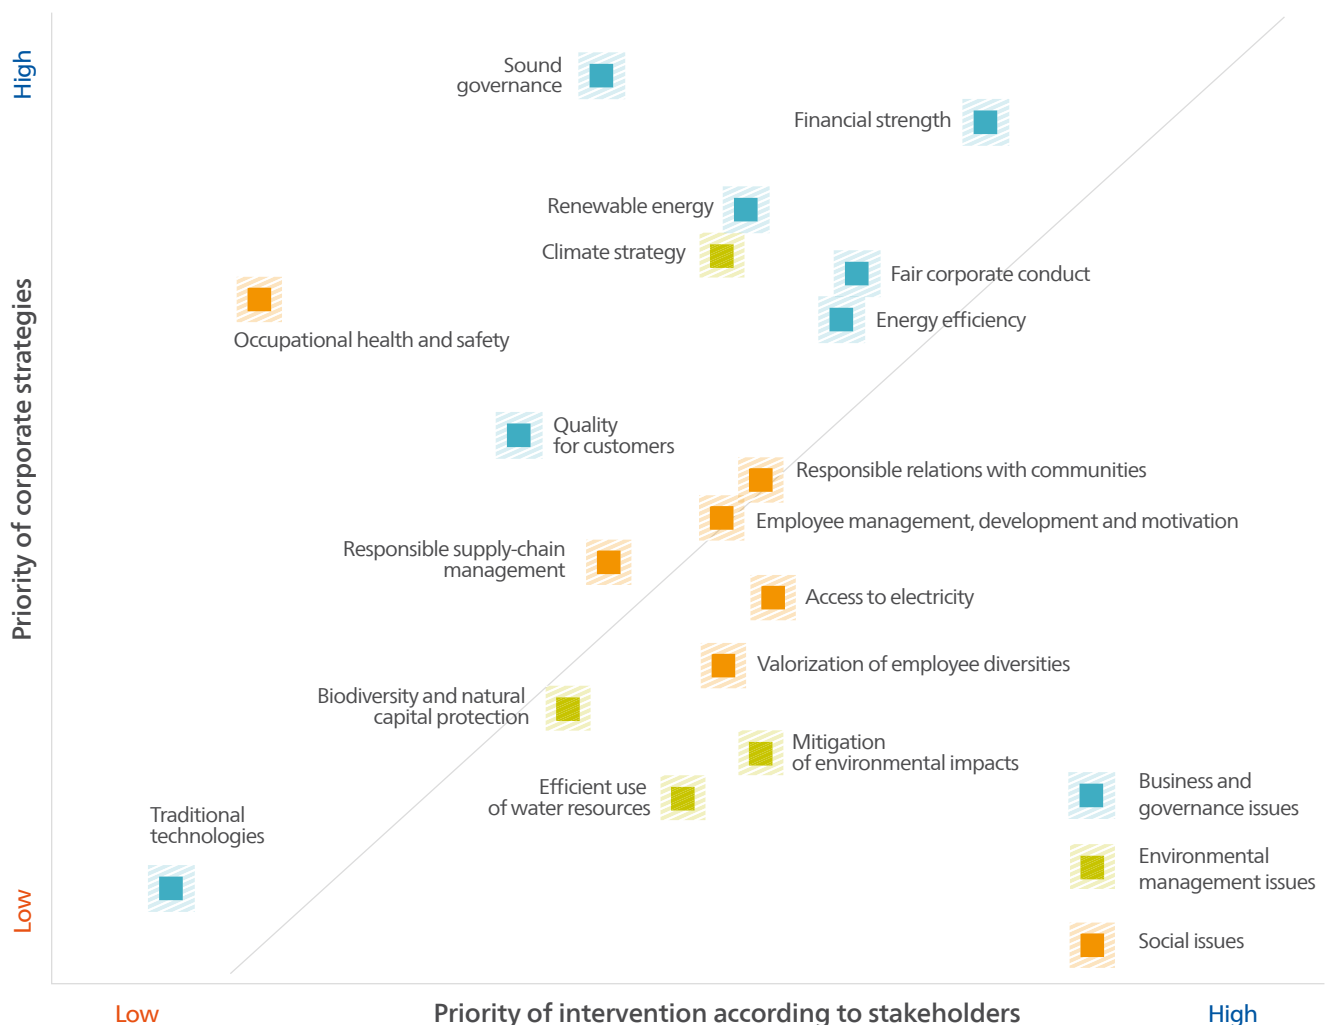 High
Priority of corporate strategies
Low
Sound
governance
Financial strength
Renewable energy
Climate strategy
Fair corporate conduct
Energy efficiency
Occupational health and safety
Quality
for customers
Responsible relations with communities
Employee management, development and motivation
Responsible supply-chain
management
Access to electricity
Valorization of employee diversities
Biodiversity and natural
capital protection
Mitigation
of environmental impacts
Efficient use
of water resources
Traditional
technologies
Business and
governance issues
Environmental
management issues
Social issues
Low
Priority of intervention according to stakeholders
High